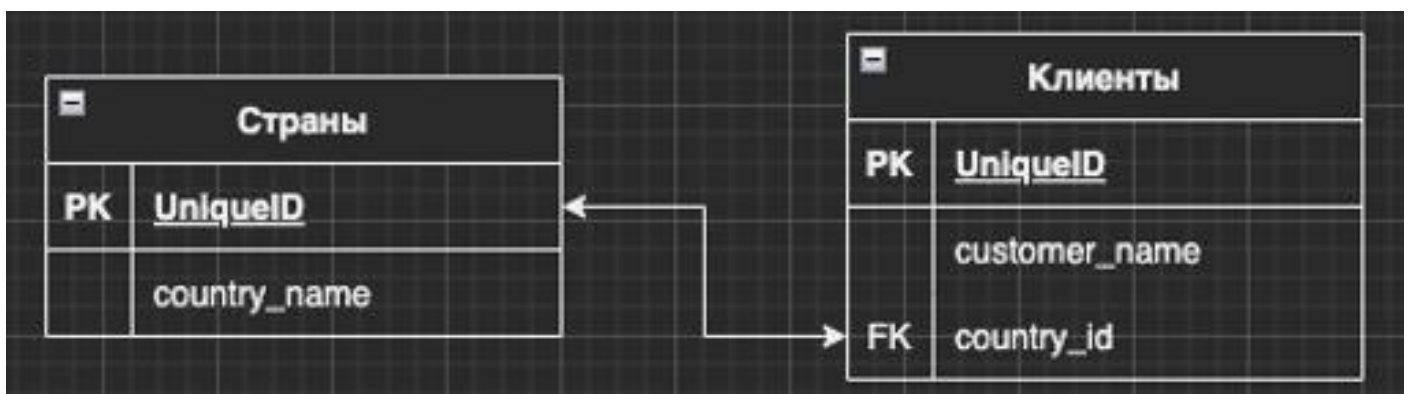 Страны
PK UniqueID
country_name
Клиенты
PK UniqueID
customer_name
FK country_id